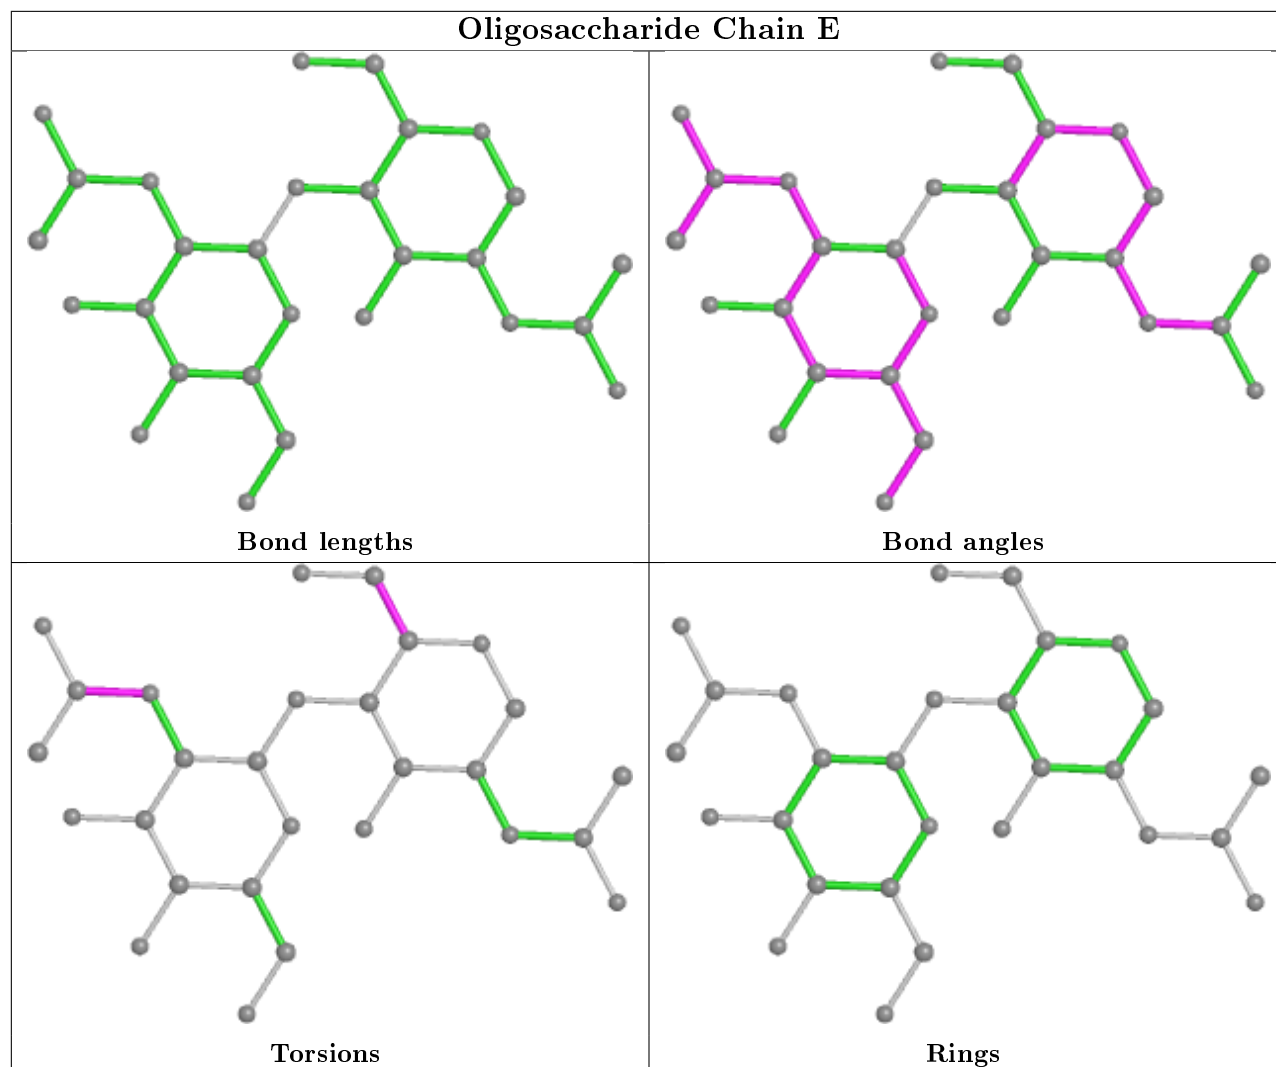 Oligosaccharide Chain E
Bond lengths
Bond angles
Torsions
Rings